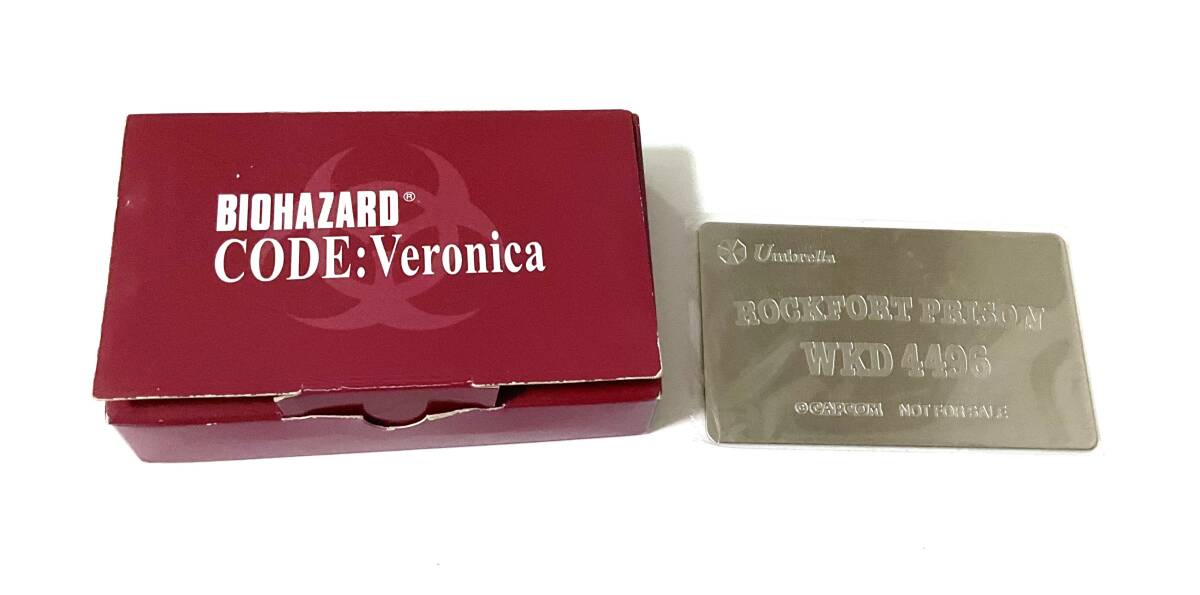 BIOHAZARD®
CODE:Veronica
Umbrella
ROCKFORT PRISON
WKD 4496
©CAPCOM NOT FOR SALE